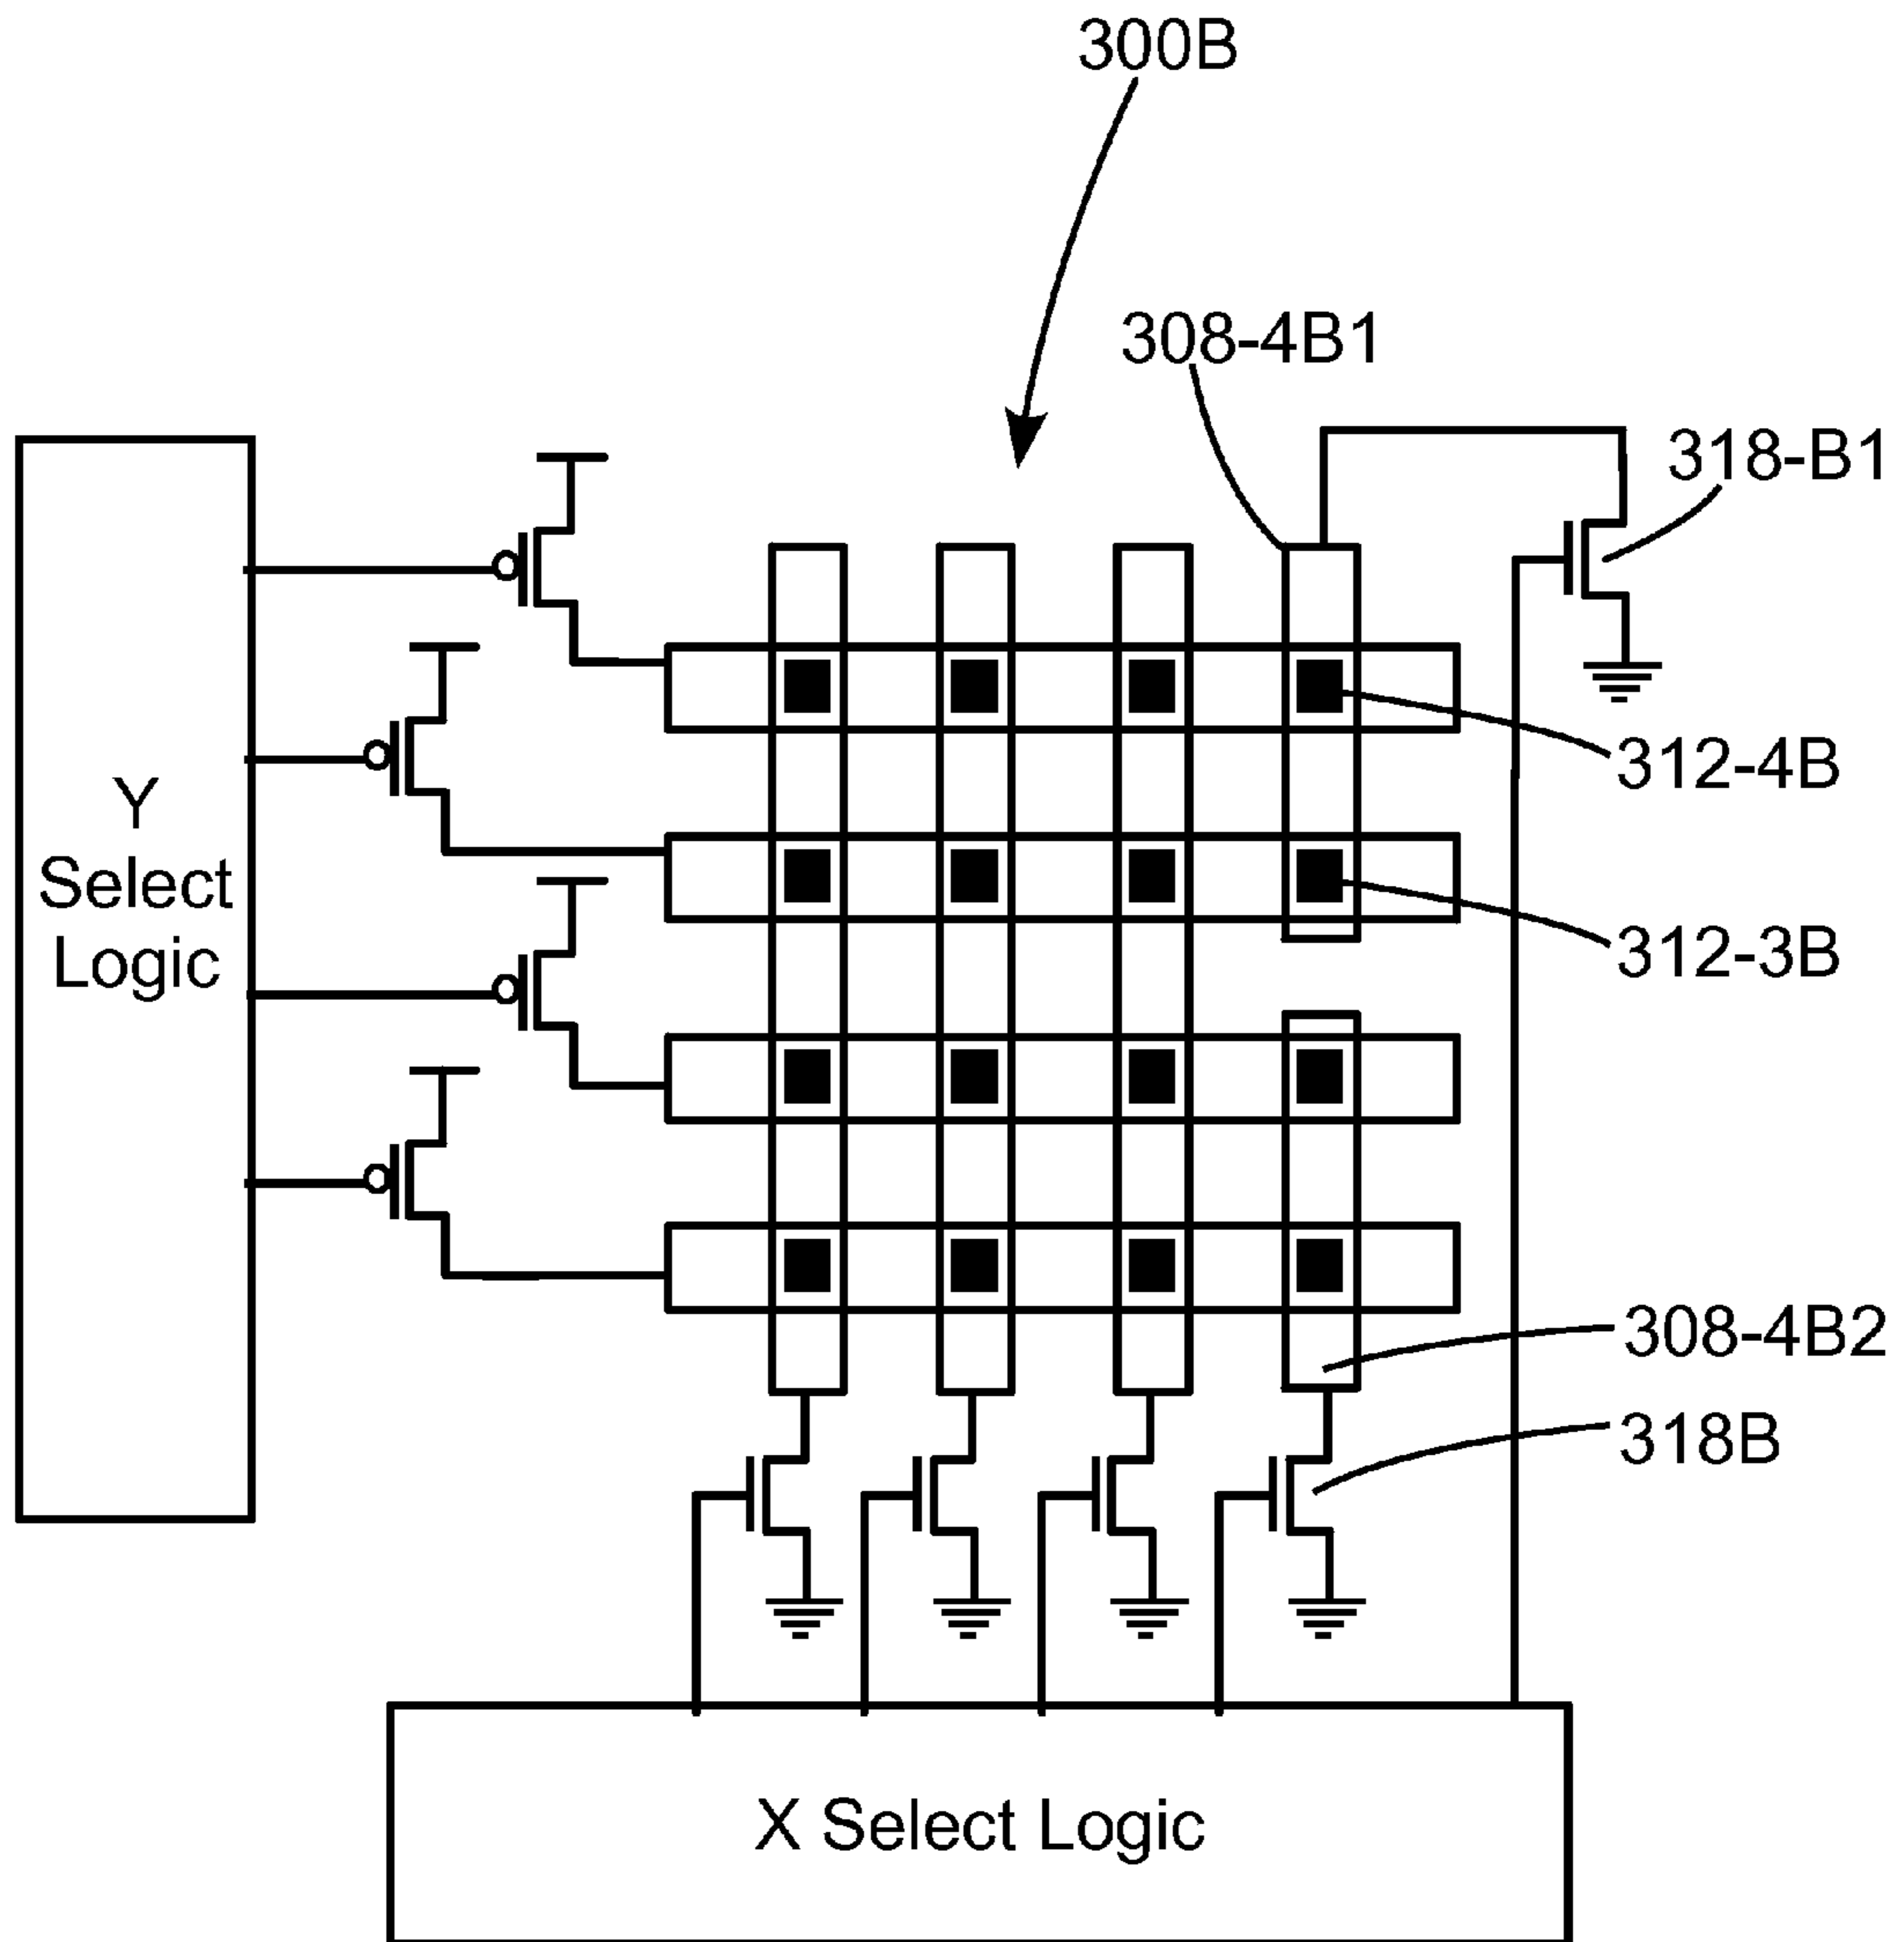 300B
308-4B1
318-B1
312-4B
Y
Select
Logic
312-3B
308-4B2
318B
X Select Logic